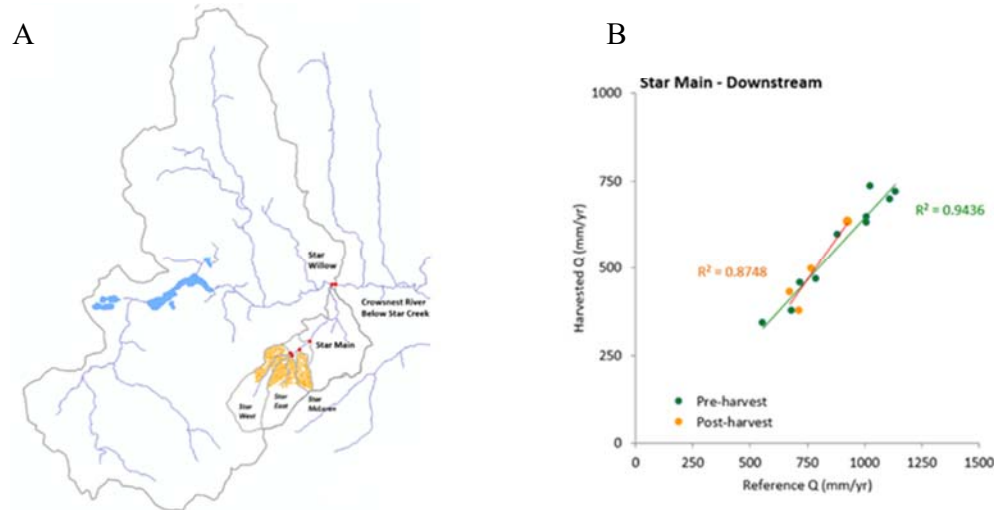 A
B
Star
Willow
Crowsnest River
Below Star Creek
Star Main
Star
West
Star
East
Star
McLaren
Star Main - Downstream
Harvested Q (mm/yr)
1000
750
500
250
0
R² = 0.9436
R² = 0.8748
Pre-harvest
Post-harvest
0 250 500 750 1000 1250 1500
Reference Q (mm/yr)